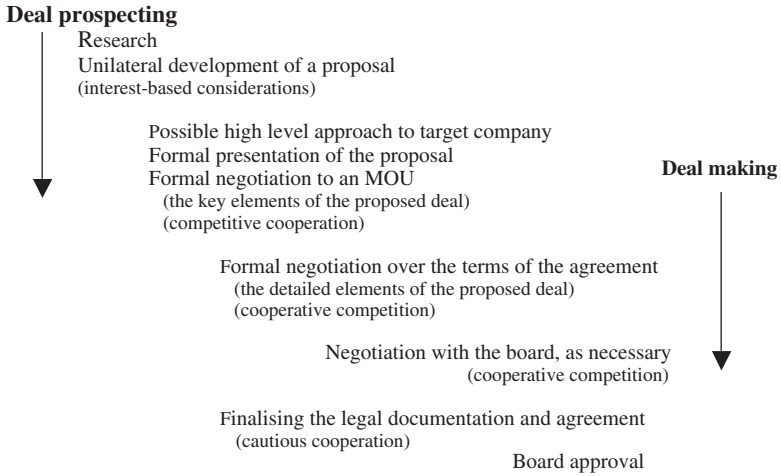 Deal prospecting
Research
Unilateral development of a proposal
(interest-based considerations)
Possible high level approach to target company
Formal presentation of the proposal
Formal negotiation to an MOU
Deal making
(the key elements of the proposed deal)
(competitive cooperation)
Formal negotiation over the terms of the agreement
(the detailed elements of the proposed deal)
(cooperative competition)
Negotiation with the board, as necessary
(cooperative competition)
Finalising the legal documentation and agreement
(cautious cooperation)
Board approval